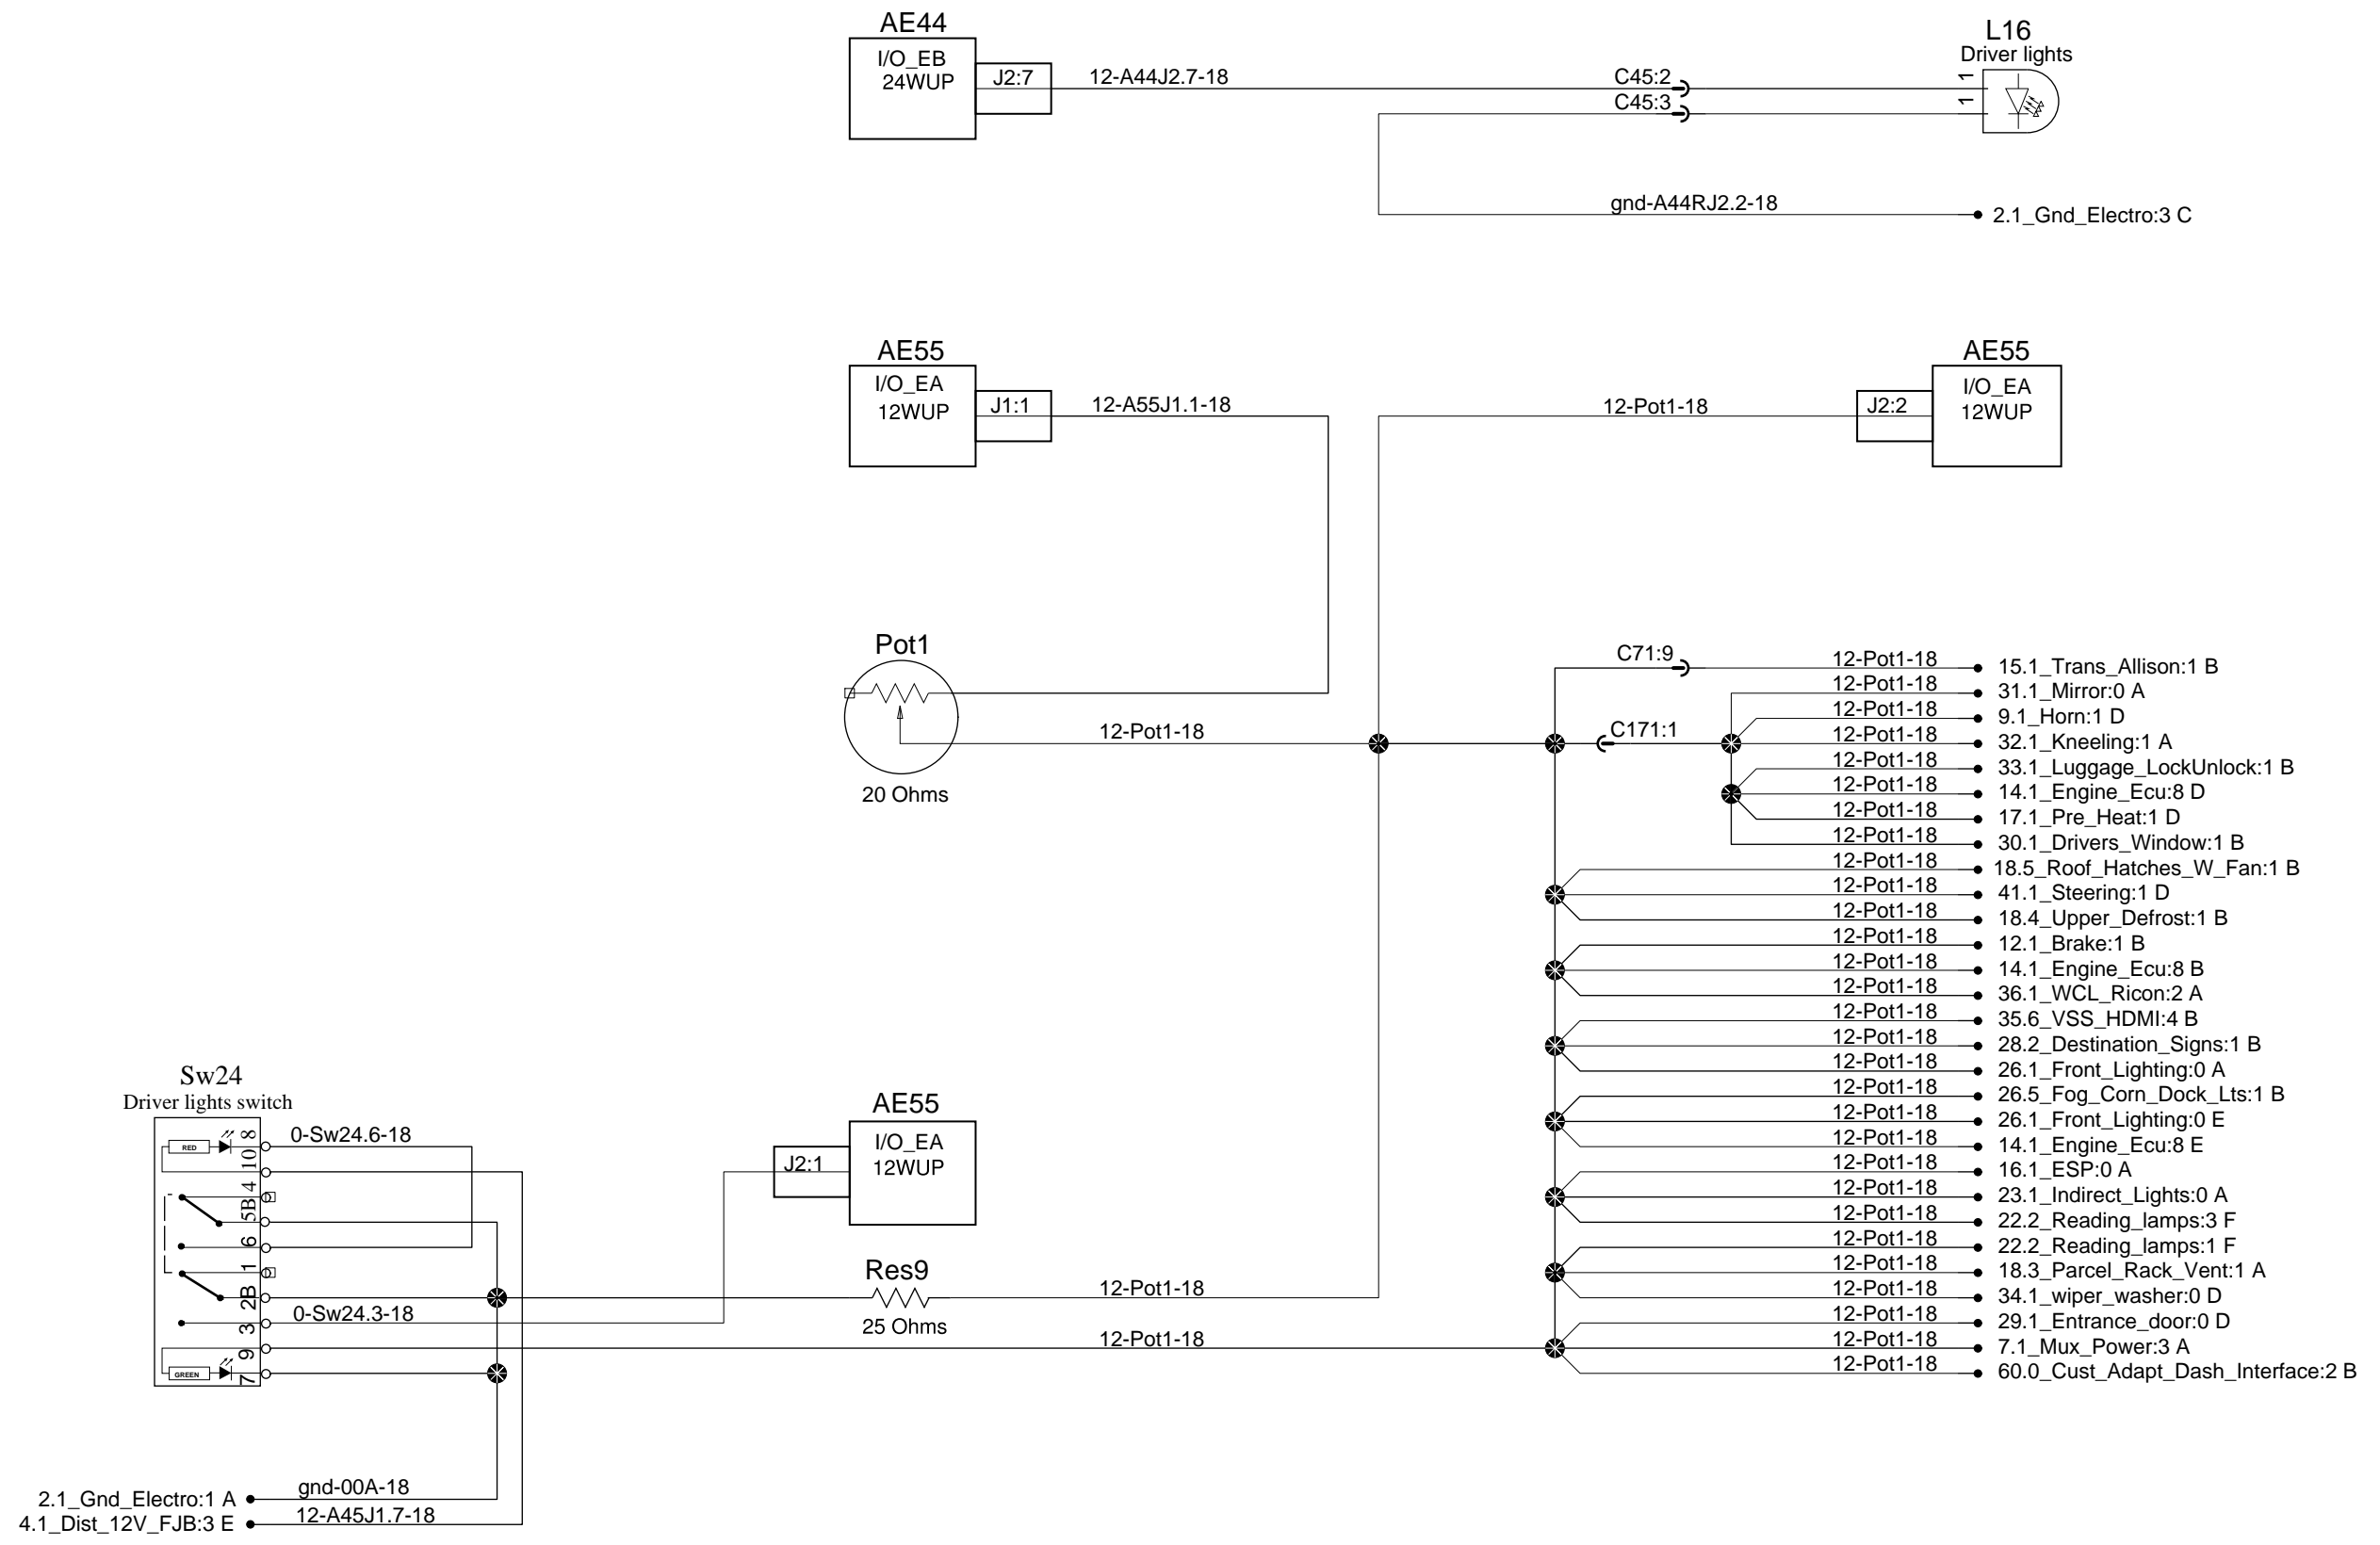 AE44
I/O_EB
24WUP
J2:7
12-A44J2.7-18
C45:2
C45:3
L16
Driver lights
1
1
gnd-A44RJ2.2-18
2.1_Gnd_Electro:3 C
AE55
I/O_EA
12WUP
J1:1
12-A55J1.1-18
12-Pot1-18
J2:2
AE55
I/O_EA
12WUP
Pot1
20 Ohms
12-Pot1-18
C71:9
C171:1
12-Pot1-18 15.1_Trans_Allison:1 B
12-Pot1-18 31.1_Mirror:0 A
12-Pot1-18 9.1_Horn:1 D
12-Pot1-18 32.1_Kneeling:1 A
12-Pot1-18 33.1_Luggage_LockUnlock:1 B
12-Pot1-18 14.1_Engine_Ecu:8 D
12-Pot1-18 17.1_Pre_Heat:1 D
12-Pot1-18 30.1_Drivers_Window:1 B
12-Pot1-18 18.5_Roof_Hatches_W_Fan:1 B
12-Pot1-18 41.1_Steering:1 D
12-Pot1-18 18.4_Upper_Defrost:1 B
12-Pot1-18 12.1_Brake:1 B
12-Pot1-18 14.1_Engine_Ecu:8 B
12-Pot1-18 36.1_WCL_Ricon:2 A
12-Pot1-18 35.6_VSS_HDMI:4 B
12-Pot1-18 28.2_Destination_Signs:1 B
12-Pot1-18 26.1_Front_Lighting:0 A
12-Pot1-18 26.5_Fog_Corn_Dock_Lts:1 B
12-Pot1-18 26.1_Front_Lighting:0 E
12-Pot1-18 14.1_Engine_Ecu:8 E
12-Pot1-18 16.1_ESP:0 A
12-Pot1-18 23.1_Indirect_Lights:0 A
12-Pot1-18 22.2_Reading_lamps:3 F
12-Pot1-18 22.2_Reading_lamps:1 F
12-Pot1-18 18.3_Parcel_Rack_Vent:1 A
12-Pot1-18 34.1_wiper_washer:0 D
12-Pot1-18 29.1_Entrance_door:0 D
12-Pot1-18 7.1_Mux_Power:3 A
12-Pot1-18 60.0_Cust_Adapt_Dash_Interface:2 B
Sw24
Driver lights switch
RED
8
10
4
5B
6
1
2B
3
9
7
GREEN
0-Sw24.6-18
0-Sw24.3-18
AE55
I/O_EA
12WUP
J2:1
Res9
25 Ohms
12-Pot1-18
12-Pot1-18
2.1_Gnd_Electro:1 A
gnd-00A-18
4.1_Dist_12V_FJB:3 E
12-A45J1.7-18